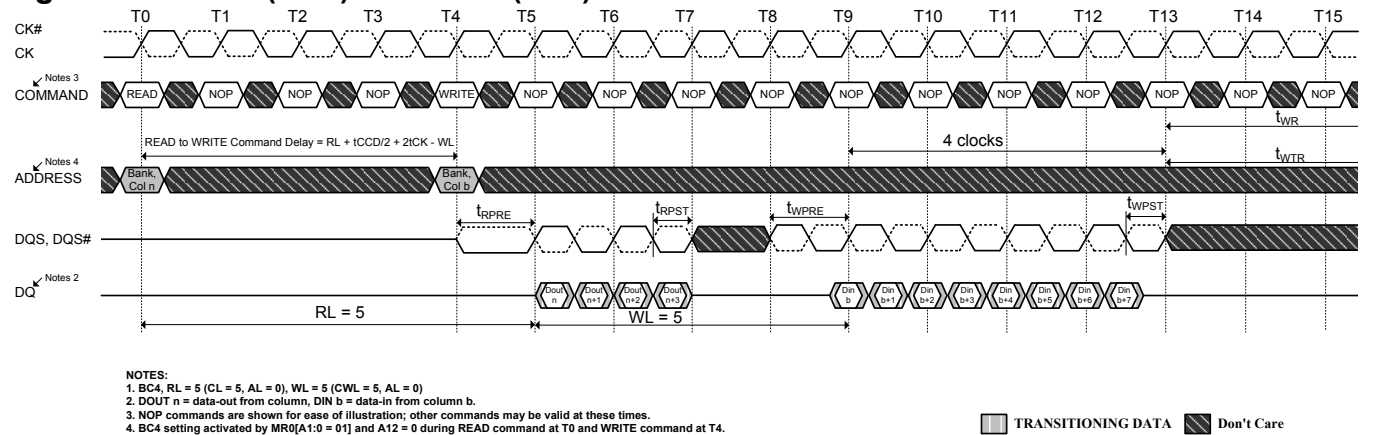 T0 T1 T2 T3 T4 T5 T6 T7 T8 T9 T10 T11 T12 T13 T14 T15
CK#
CK
Notes 3
COMMAND READ NOP NOP NOP WRITE NOP NOP NOP NOP NOP NOP NOP NOP NOP NOP NOP
tWR
READ to WRITE Command Delay = RL + tCCD/2 + 2tCK - WL
4 clocks
tWTR
Notes 4
ADDRESS Bank, Col n Bank, Col b
tRPRE tRPST tWPRE tWPST
DQS, DQS#
Notes 2
DQ Dout n Dout n+1 Dout n+2 Dout n+3 Din b Din b+1 Din b+2 Din b+3 Din b+4 Din b+5 Din b+6 Din b+7
RL = 5 WL = 5
NOTES:
1. BC4, RL = 5 (CL = 5, AL = 0), WL = 5 (CWL = 5, AL = 0)
2. DOUT n = data-out from column, DIN b = data-in from column b.
3. NOP commands are shown for ease of illustration; other commands may be valid at these times.
4. BC4 setting activated by MR0[A1:0 = 01] and A12 = 0 during READ command at T0 and WRITE command at T4.
TRANSITIONING DATA Don't Care